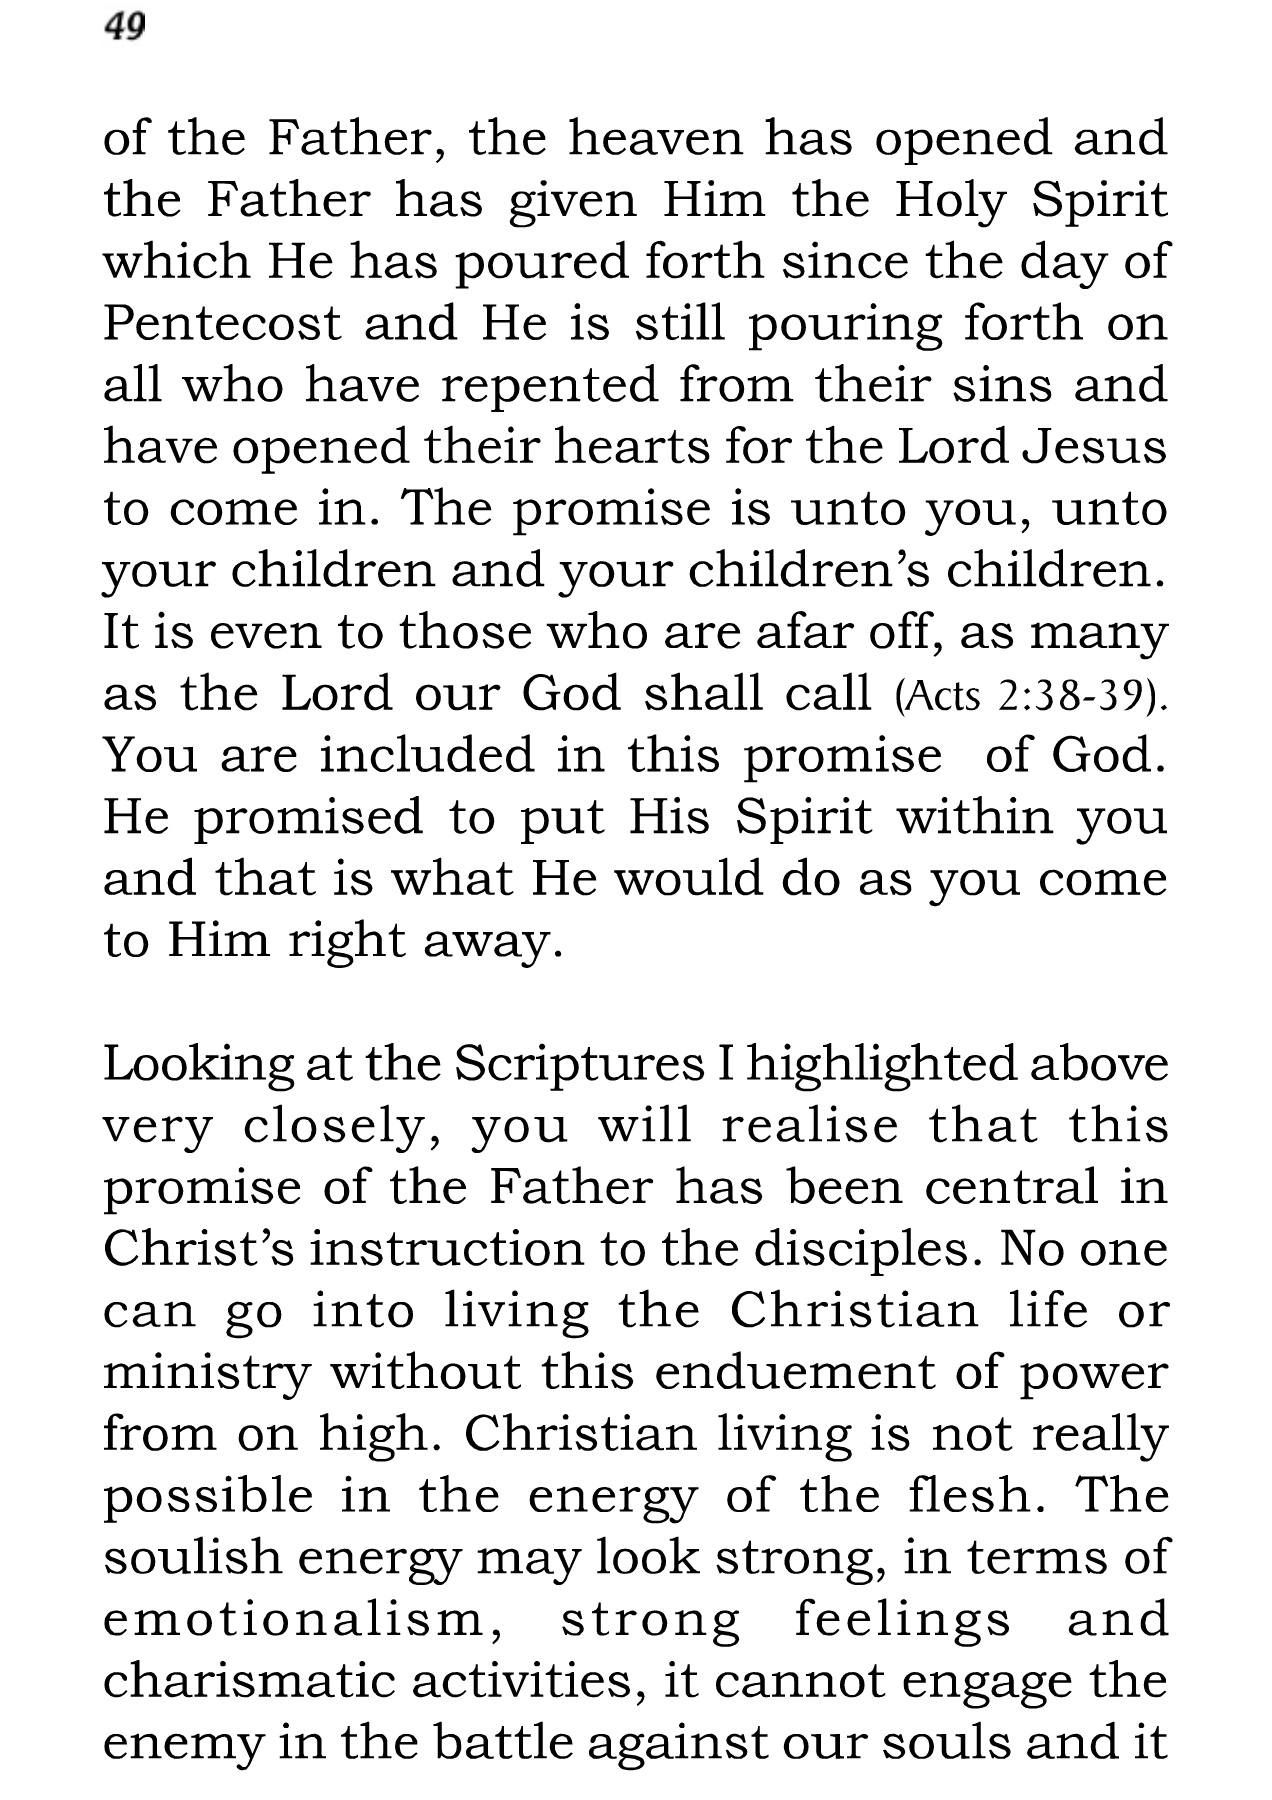 49
of the Father, the heaven has opened and
the Father has given Him the Holy Spirit
which He has poured forth since the day of
Pentecost and He is still pouring forth on
all who have repented from their sins and
have opened their hearts for the Lord Jesus
to come in. The promise is unto you, unto
your children and your children’s children.
It is even to those who are afar off, as many
as the Lord our God shall call (Acts 2:38-39).
You are included in this promise of God.
He promised to put His Spirit within you
and that is what He would do as you come
to Him right away.
Looking at the Scriptures I highlighted above
very closely, you will realise that this
promise of the Father has been central in
Christ’s instruction to the disciples. No one
can go into living the Christian life or
ministry without this enduement of power
from on high. Christian living is not really
possible in the energy of the flesh. The
soulish energy may look strong, in terms of
emotionalism, strong feelings and
charismatic activities, it cannot engage the
enemy in the battle against our souls and it